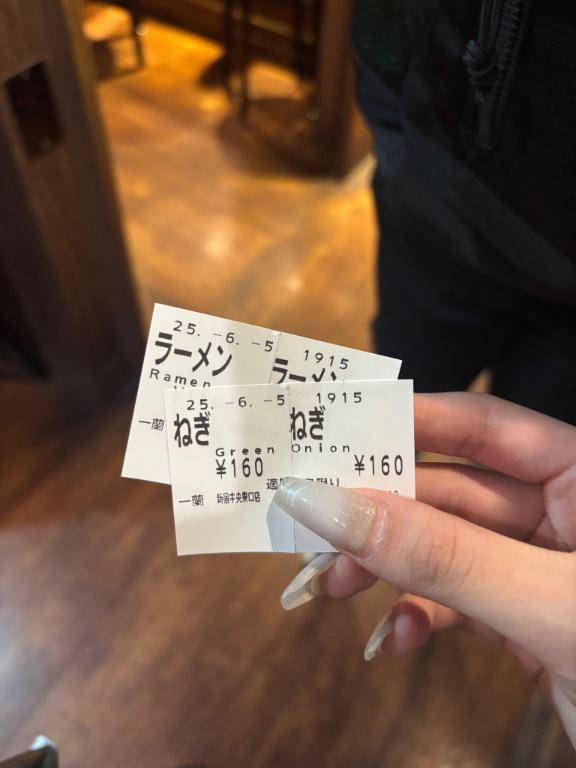 25.-6.-5 1915
ラーメン ラーメン
Ramen
一蘭
25.-6.-5 1915
ねぎ ねぎ
Green Onion
¥160 ¥160
一蘭 新宿中央東口店